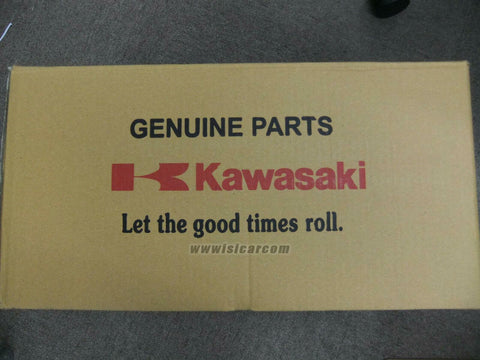 GENUINE PARTS
Kawasaki
Let the good times roll.
wwwisicarcom